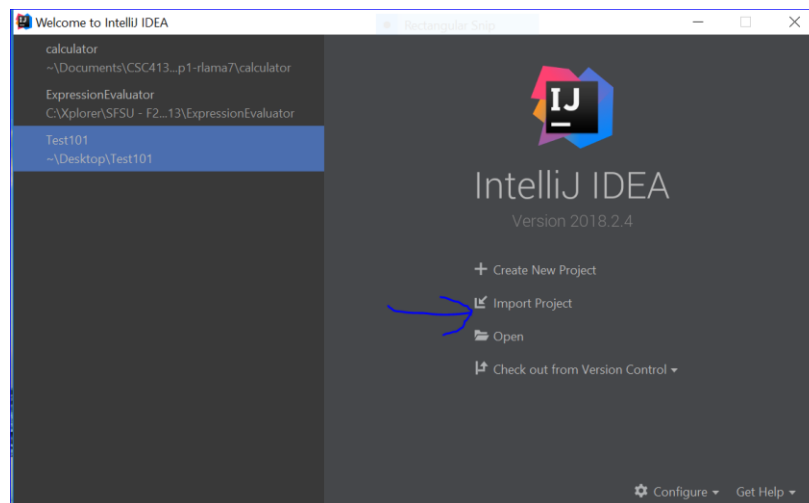 Welcome to IntelliJ IDEA
Rectangular Snip
calculator
~\Documents\CSC413...p1-rlama7\calculator
ExpressionEvaluator
C:\Xplorer\SFSU - F2...13\ExpressionEvaluator
Test101
~\Desktop\Test101
IJ
IntelliJ IDEA
Version 2018.2.4
Create New Project
Import Project
Open
Check out from Version Control
Configure
Get Help